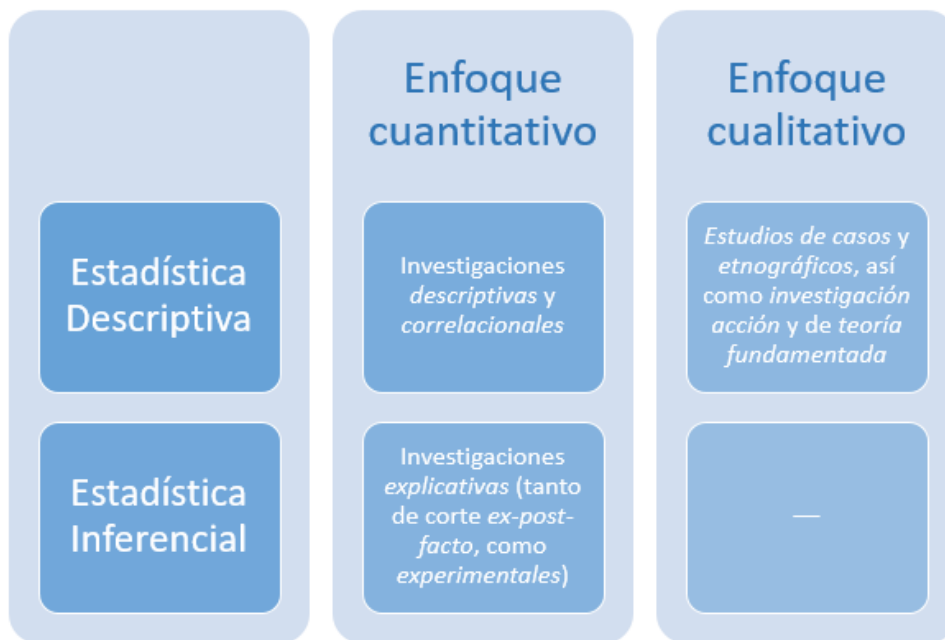 Enfoque
cuantitativo
Enfoque
cualitativo
Estadística
Descriptiva
Investigaciones
descriptivas y
correlacionales
Estudios de casos y
etnográficos, así
como investigación
acción y de teoría
fundamentada
Estadística
Inferencial
Investigaciones
explicativas (tanto
de corte ex-post-
facto, como
experimentales)
—